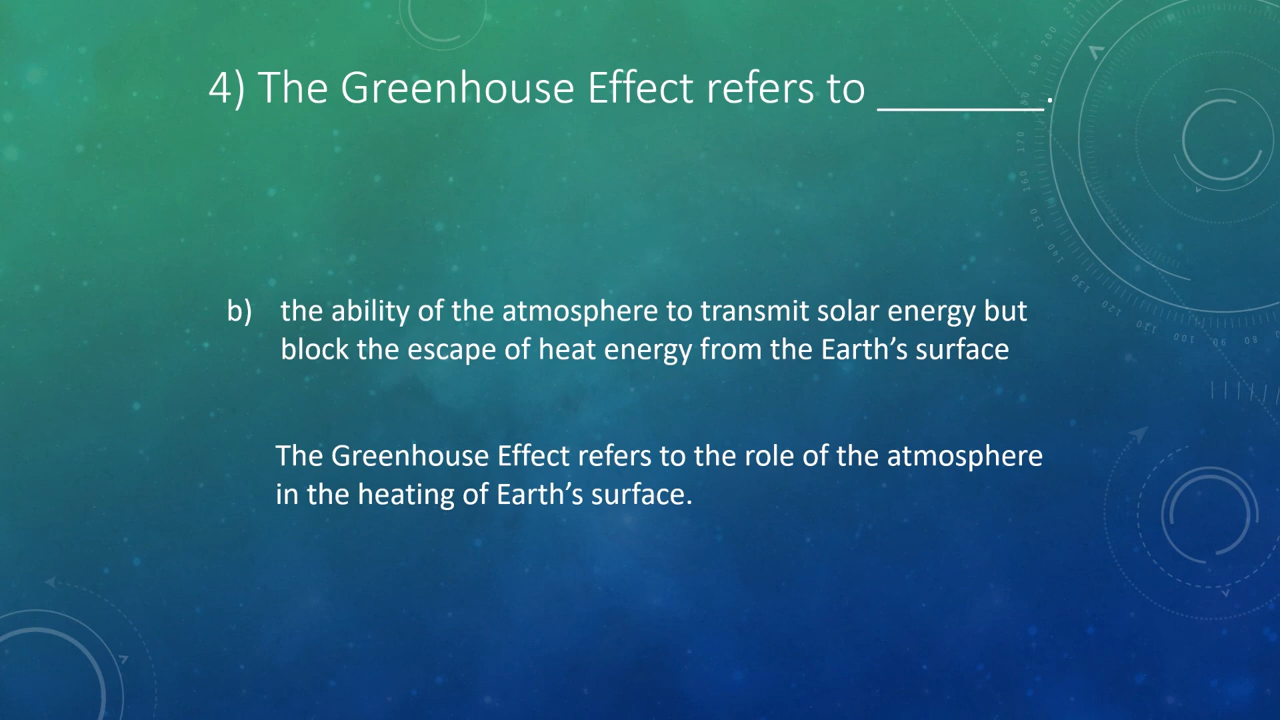 4) The Greenhouse Effect refers to ________.
b) the ability of the atmosphere to transmit solar energy but
block the escape of heat energy from the Earth’s surface
The Greenhouse Effect refers to the role of the atmosphere
in the heating of Earth’s surface.